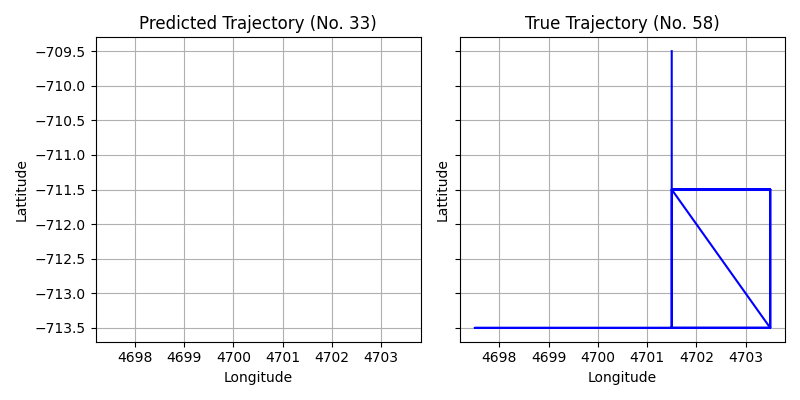 Predicted Trajectory (No. 33)
True Trajectory (No. 58)
Lattitude
−709.5
−710.0
−710.5
−711.0
−711.5
−712.0
−712.5
−713.0
−713.5
4698 4699 4700 4701 4702 4703
Longitude
Lattitude
4698 4699 4700 4701 4702 4703
Longitude